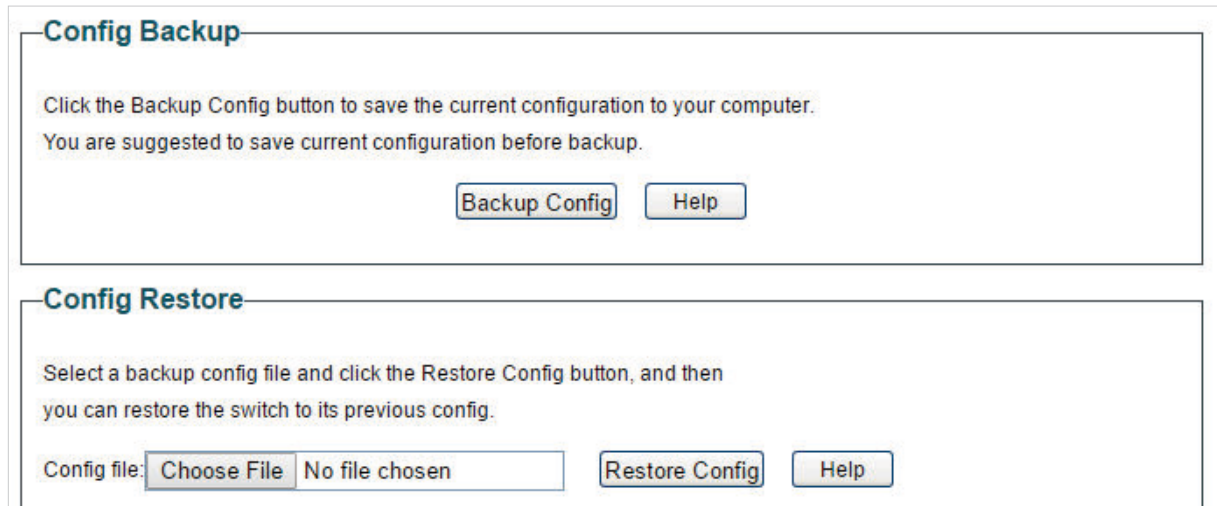 Config Backup
Click the Backup Config button to save the current configuration to your computer.
You are suggested to save current configuration before backup.
Backup Config Help
Config Restore
Select a backup config file and click the Restore Config button, and then
you can restore the switch to its previous config.
Config file: Choose File No file chosen Restore Config Help